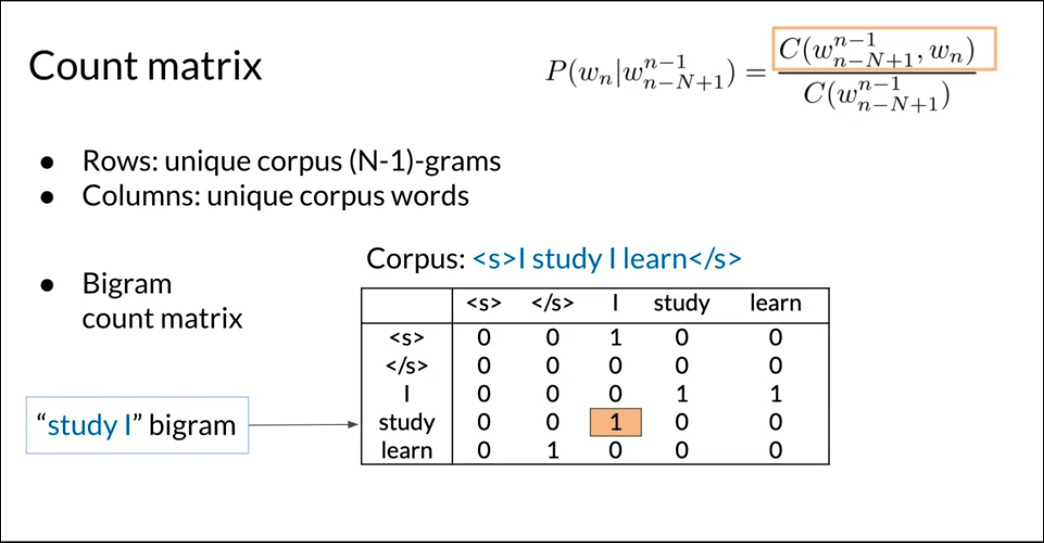 Count matrix
P(w_n|w_{n-N+1}^{n-1}) = C(w_{n-N+1}^{n-1}, w_n) / C(w_{n-N+1}^{n-1})
● Rows: unique corpus (N-1)-grams
● Columns: unique corpus words
● Bigram
count matrix
Corpus: <s>I study I learn</s>
<s> </s> I study learn
<s> 0 0 1 0 0
</s> 0 0 0 0 0
I 0 0 0 1 1
study 0 0 1 0 0
learn 0 1 0 0 0
“study I” bigram